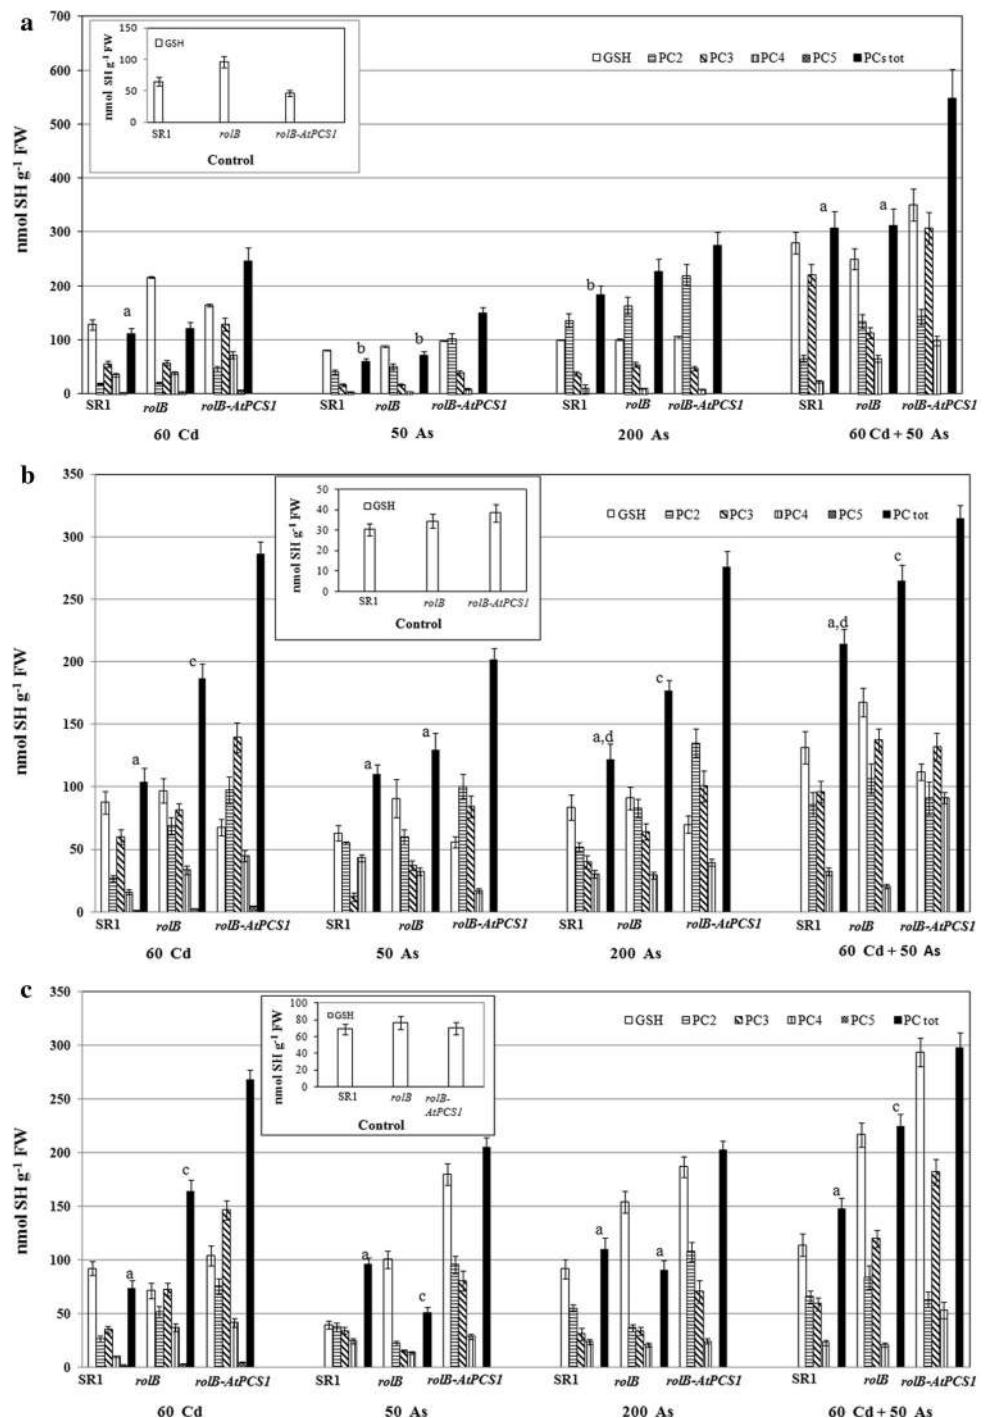 a
nmol SH g-1 FW
700
600
500
400
300
200
100
0
nmol SH g-1 FW
150
100
50
0
GSH
SR1 rolB rolB-AtPCS1
Control
GSH PC2 PC3 PC4 PC5 PCs tot
a
b
b
b
a
a
SR1 rolB rolB-AtPCS1 SR1 rolB rolB-AtPCS1 SR1 rolB rolB-AtPCS1 SR1 rolB rolB-AtPCS1
60 Cd 50 As 200 As 60 Cd + 50 As
b
nmol SH g-1 FW
350
300
250
200
150
100
50
0
nmol SH g-1 FW
50
40
30
20
10
0
GSH
SR1 rolB rolB-AtPCS1
Control
GSH PC2 PC3 PC4 PC5 PC tot
a
c
a
a
a,d
c
a,d
c
SR1 rolB rolB-AtPCS1 SR1 rolB rolB-AtPCS1 SR1 rolB rolB-AtPCS1 SR1 rolB rolB-AtPCS1
60 Cd 50 As 200 As 60 Cd + 50 As
c
nmol SH g-1 FW
350
300
250
200
150
100
50
0
nmol SH g-1 FW
100
80
60
40
20
0
GSH
SR1 rolB rolB-
AtPCS1
Control
GSH PC2 PC3 PC4 PC5 PC tot
a
c
a
c
a
a
a
c
SR1 rolB rolB-AtPCS1 SR1 rolB rolB-AtPCS1 SR1 rolB rolB-AtPCS1 SR1 rolB rolB-AtPCS1
60 Cd 50 As 200 As 60 Cd + 50 As